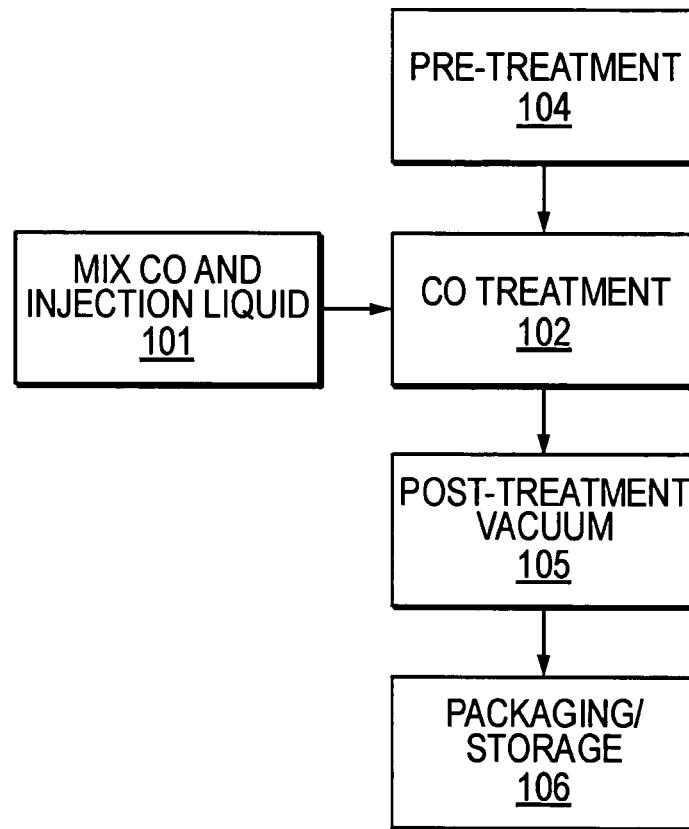 PRE-TREATMENT
104
MIX CO AND
INJECTION LIQUID
101
CO TREATMENT
102
POST-TREATMENT
VACUUM
105
PACKAGING/
STORAGE
106